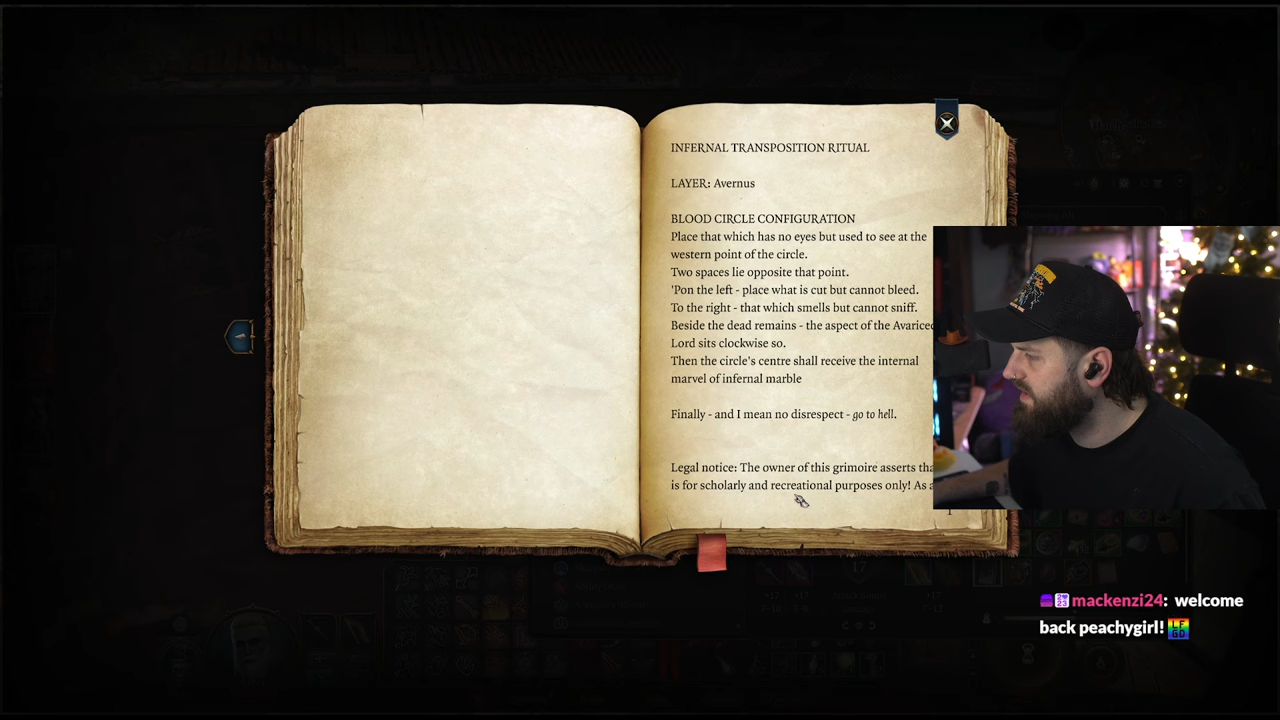 INFERNAL TRANSPOSITION RITUAL
LAYER: Avernus
BLOOD CIRCLE CONFIGURATION
Place that which has no eyes but used to see at the
western point of the circle.
Two spaces lie opposite that point.
'Pon the left - place what is cut but cannot bleed.
To the right - that which smells but cannot sniff.
Beside the dead remains - the aspect of the Avariced
Lord sits clockwise so.
Then the circle's centre shall receive the internal
marvel of infernal marble
Finally - and I mean no disrespect - go to hell.
Legal notice: The owner of this grimoire asserts tha
is for scholarly and recreational purposes only! As a
mackenzi24: welcome
back peachygirl!